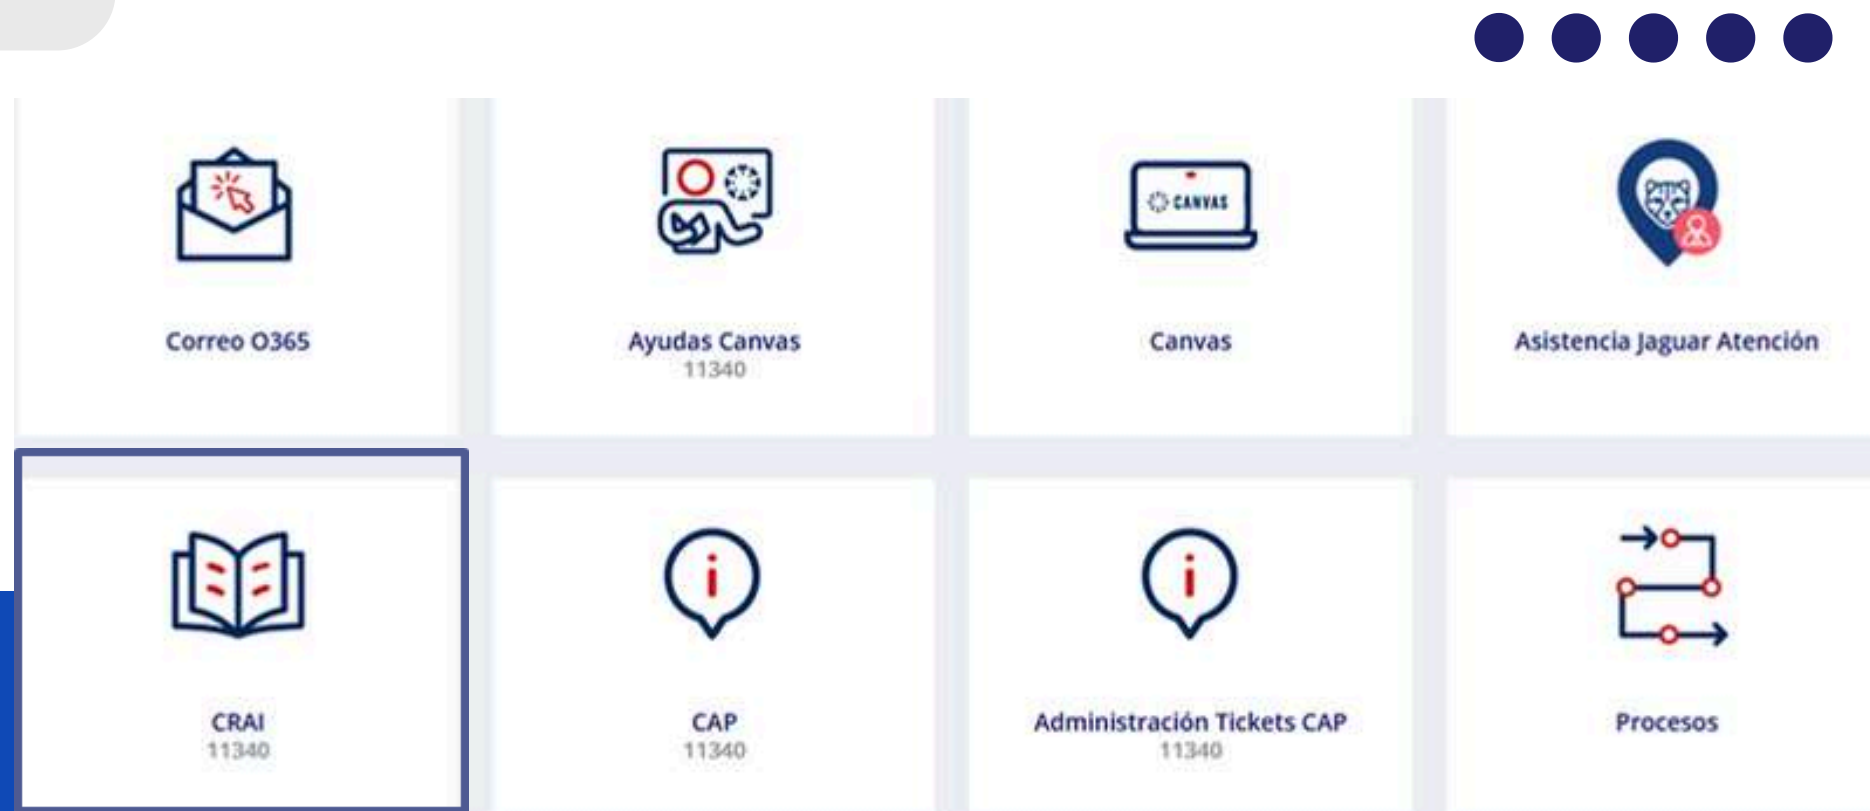 CANVAS
Correo O365
Ayudas Canvas
11340
Canvas
Asistencia Jaguar Atención
CRAI
11340
CAP
11340
Administración Tickets CAP
11340
Procesos